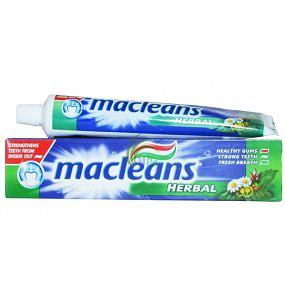 macleans
HERBAL
STRENGTHENS
TEETH FROM
INSIDE OUT
macleans
HERBAL
HEALTHY GUMS
STRONG TEETH
FRESH BREATH